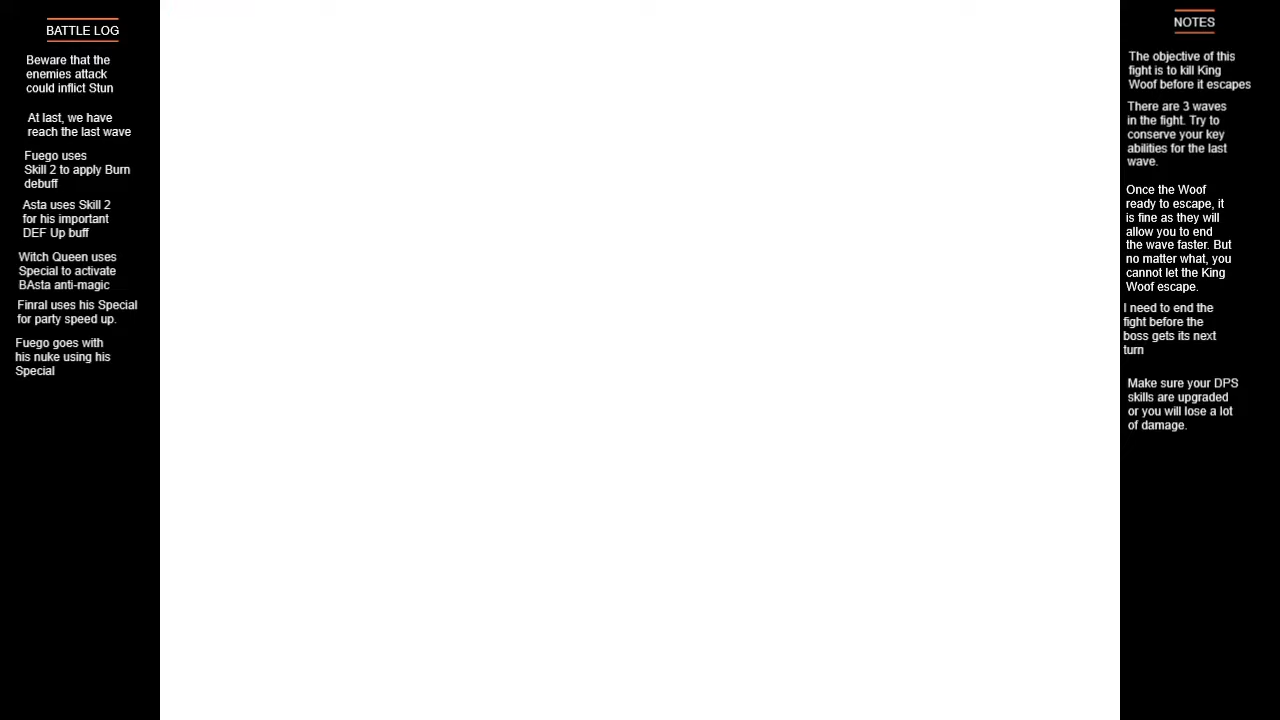 BATTLE LOG
Beware that the
enemies attack
could inflict Stun
At last, we have
reach the last wave
Fuego uses
Skill 2 to apply Burn
debuff
Asta uses Skill 2
for his important
DEF Up buff
Witch Queen uses
Special to activate
BAsta anti-magic
Finral uses his Special
for party speed up.
Fuego goes with
his nuke using his
Special
NOTES
The objective of this
fight is to kill King
Woof before it escapes
There are 3 waves
in the fight. Try to
conserve your key
abilities for the last
wave.
Once the Woof
ready to escape, it
is fine as they will
allow you to end
the wave faster. But
no matter what, you
cannot let the King
Woof escape.
I need to end the
fight before the
boss gets its next
turn
Make sure your DPS
skills are upgraded
or you will lose a lot
of damage.